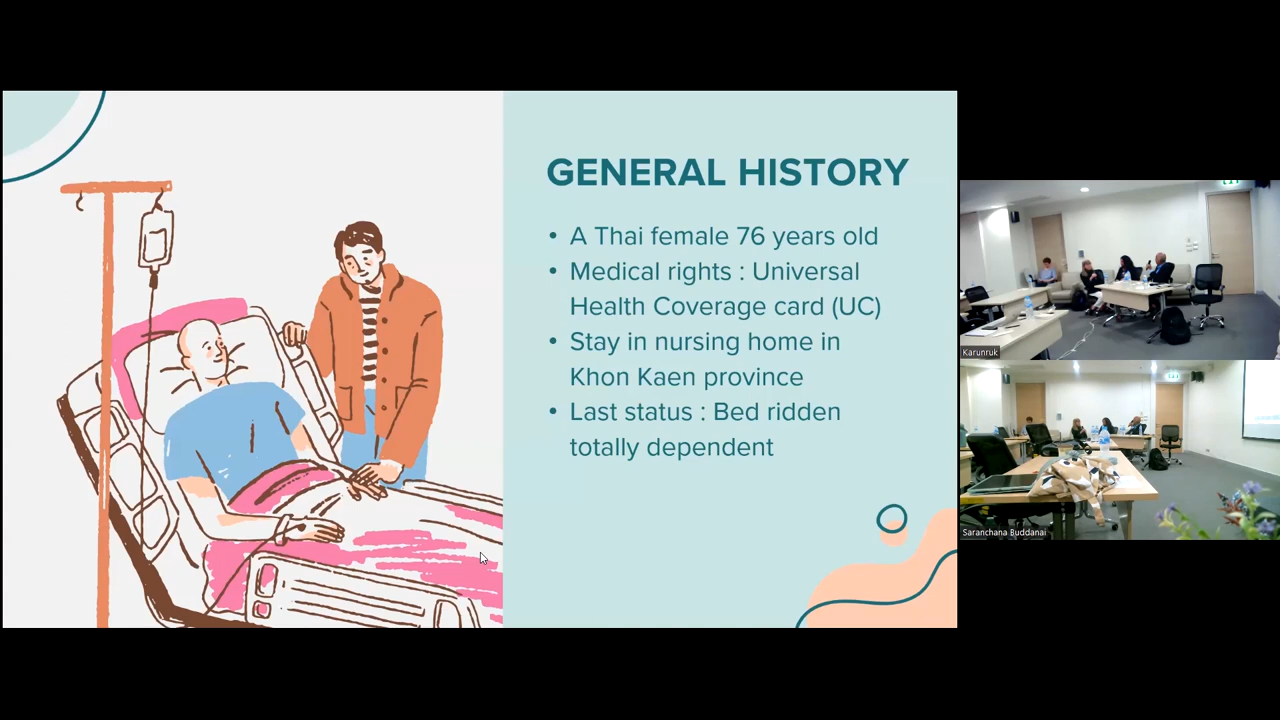 GENERAL HISTORY
• A Thai female 76 years old
• Medical rights : Universal
Health Coverage card (UC)
• Stay in nursing home in
Khon Kaen province
• Last status : Bed ridden
totally dependent
Karunruk
Saranchana Buddanai